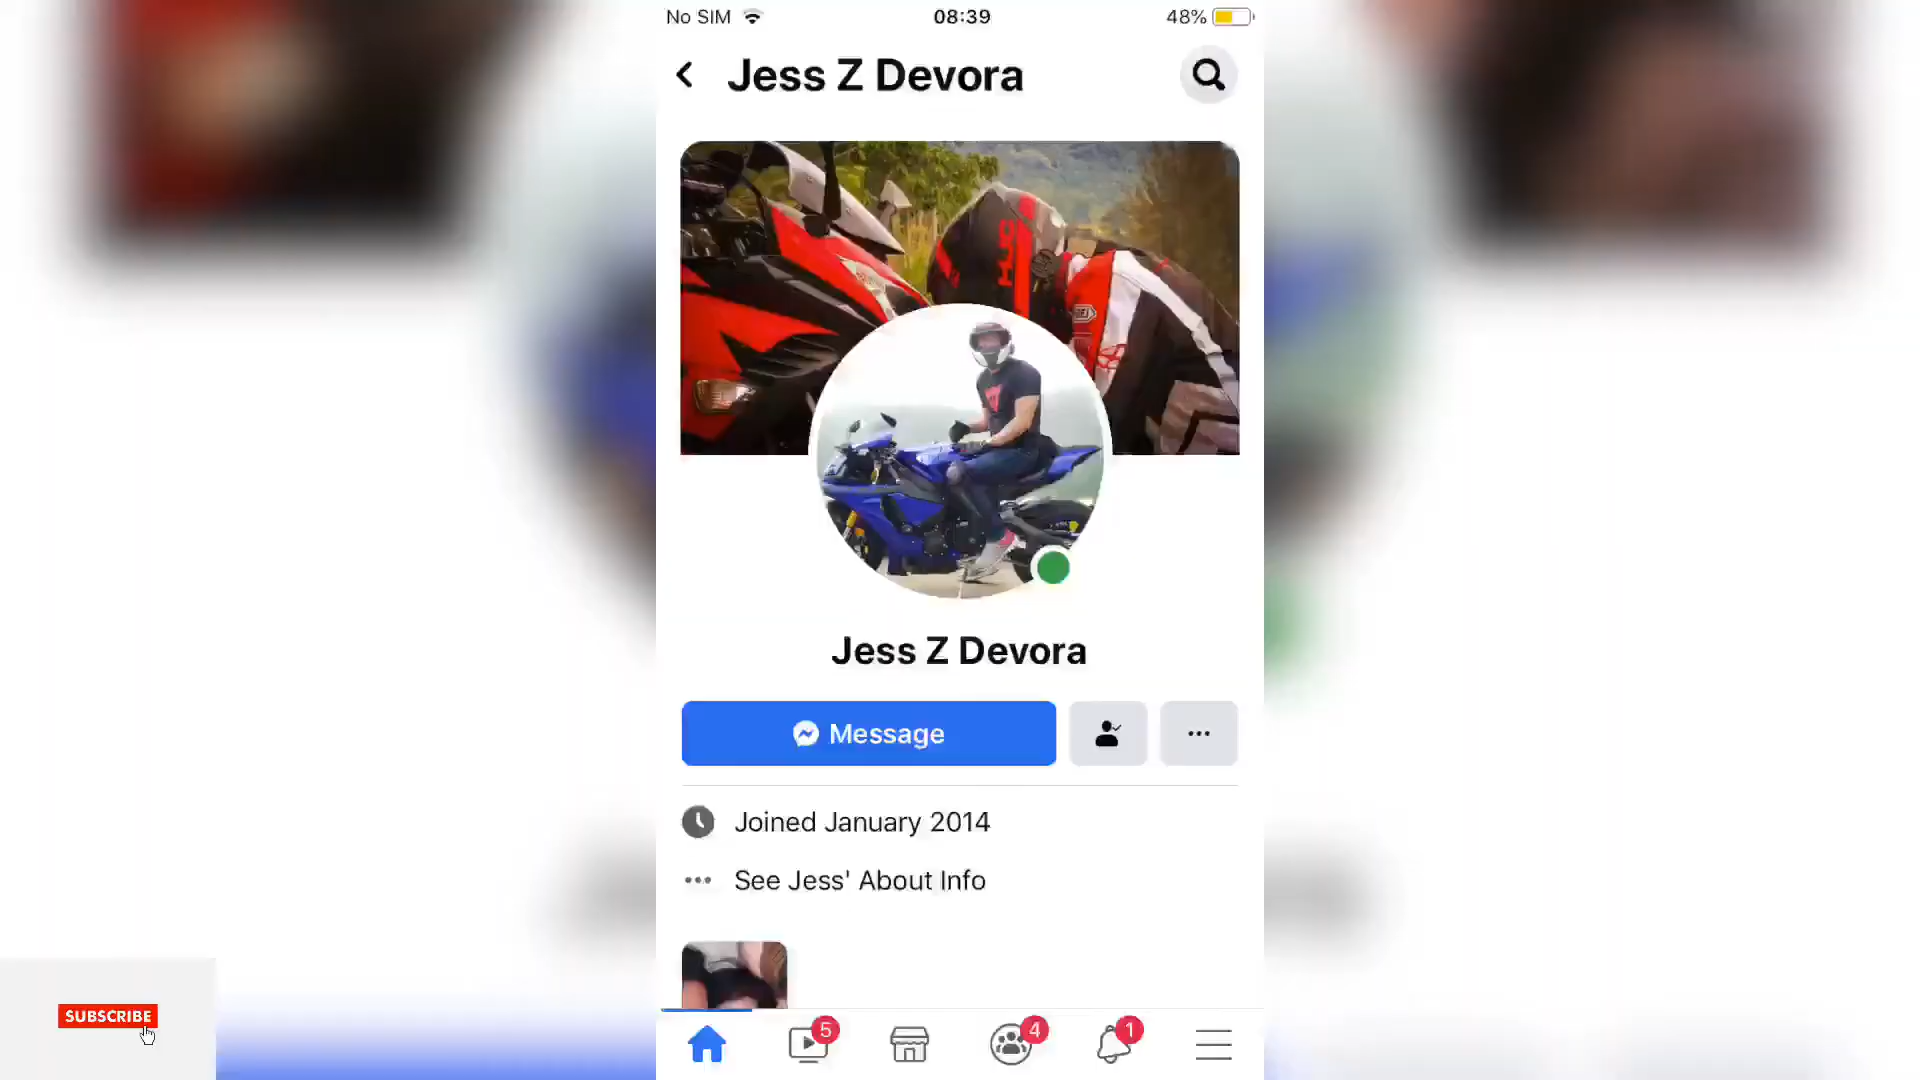 No SIM 08:39 48%
Jess Z Devora
HJC
Jess Z Devora
Message
Joined January 2014
See Jess' About Info
5 4 1
SUBSCRIBE